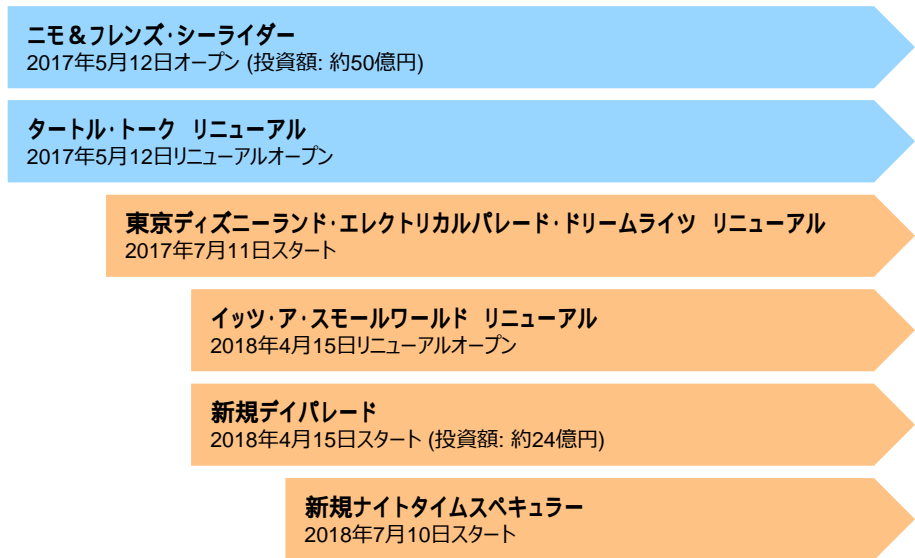 ニモ＆フレンズ・シーライダー
2017年5月12日オープン (投資額: 約50億円)
タートル・トーク　リニューアル
2017年5月12日リニューアルオープン
東京ディズニーランド・エレクトリカルパレード・ドリームライツ　リニューアル
2017年7月11日スタート
イッツ・ア・スモールワールド　リニューアル
2018年4月15日リニューアルオープン
新規デイパレード
2018年4月15日スタート (投資額: 約24億円)
新規ナイトタイムスペキュラー
2018年7月10日スタート